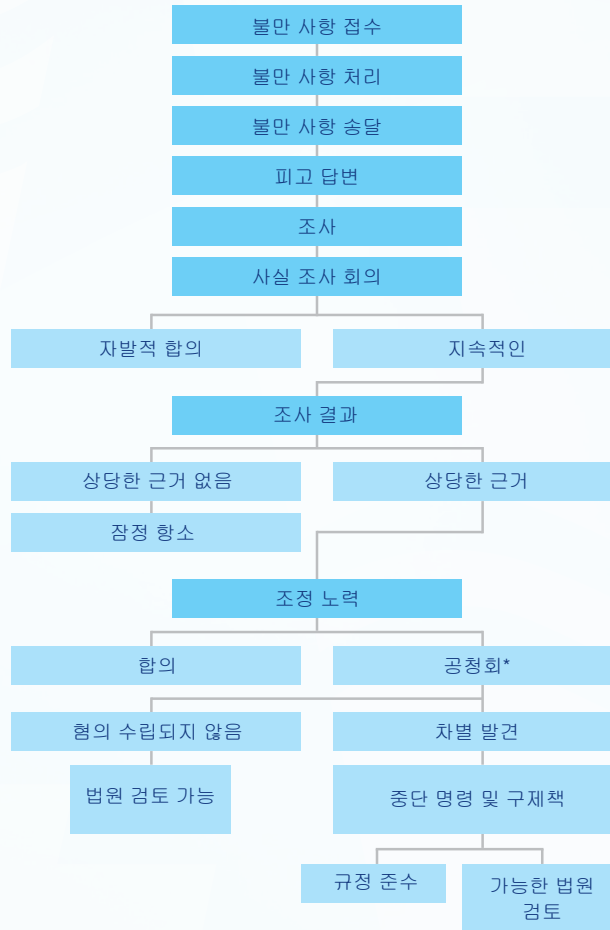 불만 사항 접수
불만 사항 처리
불만 사항 송달
피고 답변
조사
사실 조사 회의
자발적 합의
지속적인
조사 결과
상당한 근거 없음
상당한 근거
잠정 항소
조정 노력
합의
공청회*
혐의 수립되지 않음
차별 발견
법원 검토 가능
중단 명령 및 구제책
규정 준수
가능한 법원
검토